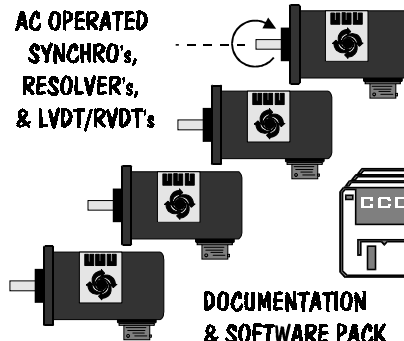 AC OPERATED
SYNCHRO's,
RESOLVER's,
& LVDT/RVDT's
DOCUMENTATION
& SOFTWARE PACK